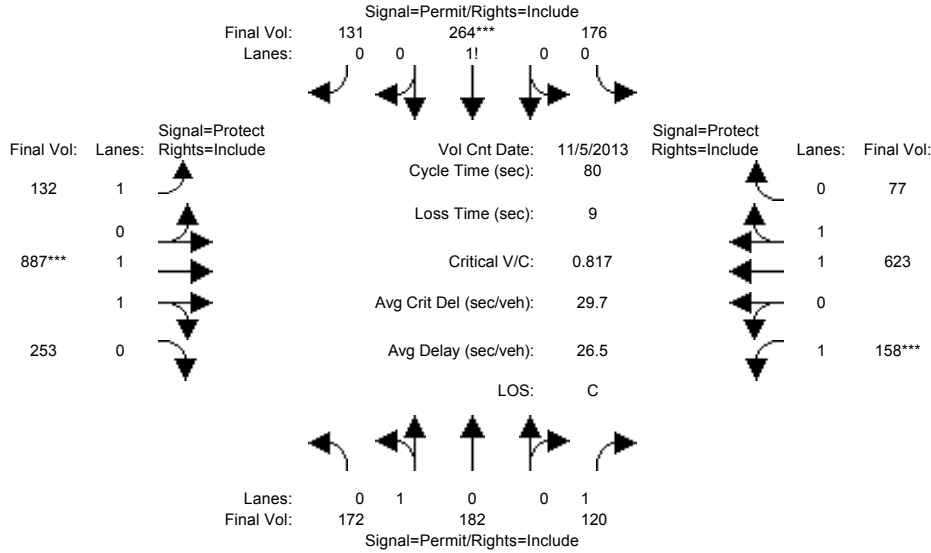 Signal=Permit/Rights=Include
Final Vol: 131 264*** 176
Lanes: 0 0 1! 0 0
Signal=Protect Signal=Protect
Final Vol: Lanes: Rights=Include Vol Cnt Date: 11/5/2013 Rights=Include Lanes: Final Vol:
Cycle Time (sec): 80
132 1 0 77
Loss Time (sec): 9
0 1
887*** 1 Critical V/C: 0.817 1 623
1 Avg Crit Del (sec/veh): 29.7 0
253 0 Avg Delay (sec/veh): 26.5 1 158***
LOS: C
Lanes: 0 1 0 0 1
Final Vol: 172 182 120
Signal=Permit/Rights=Include